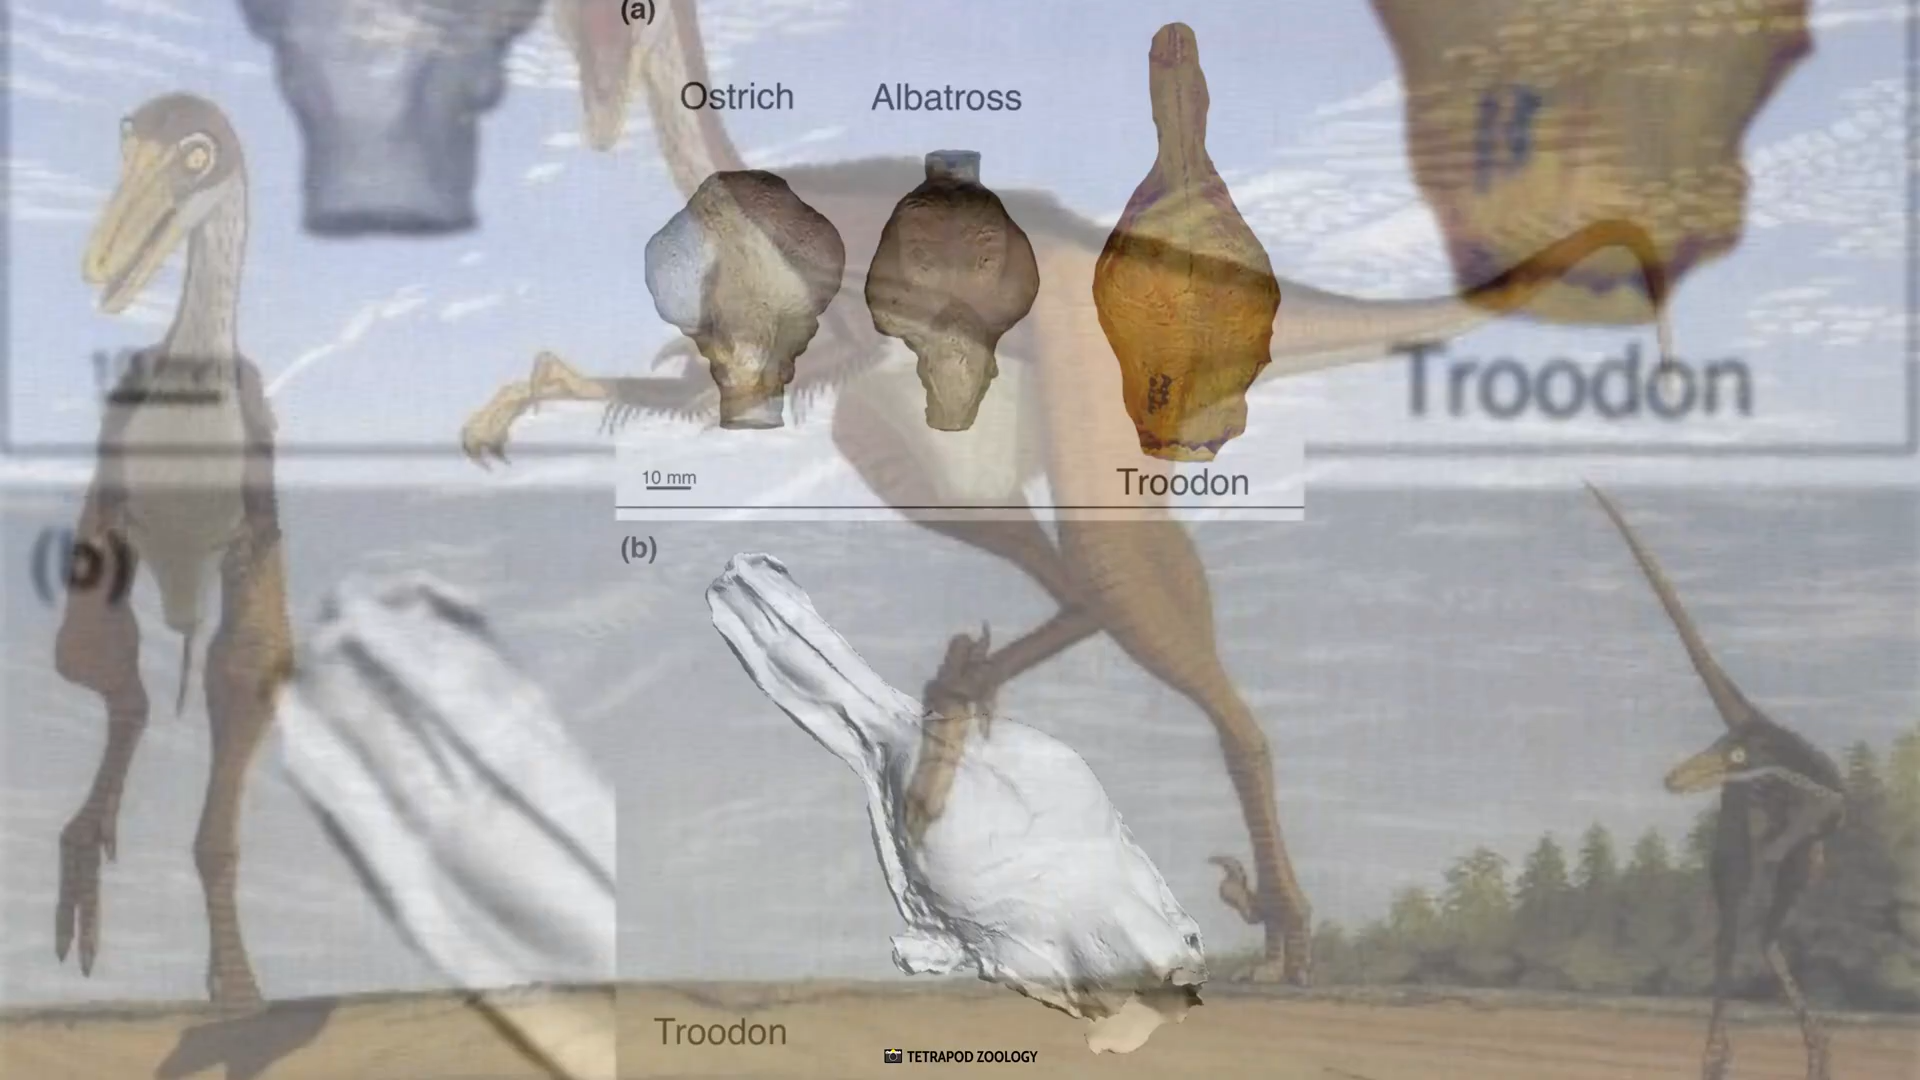 (a)
Ostrich
Albatross
10 mm
Troodon
Troodon
(b)
(b)
Troodon
TETRAPOD ZOOLOGY